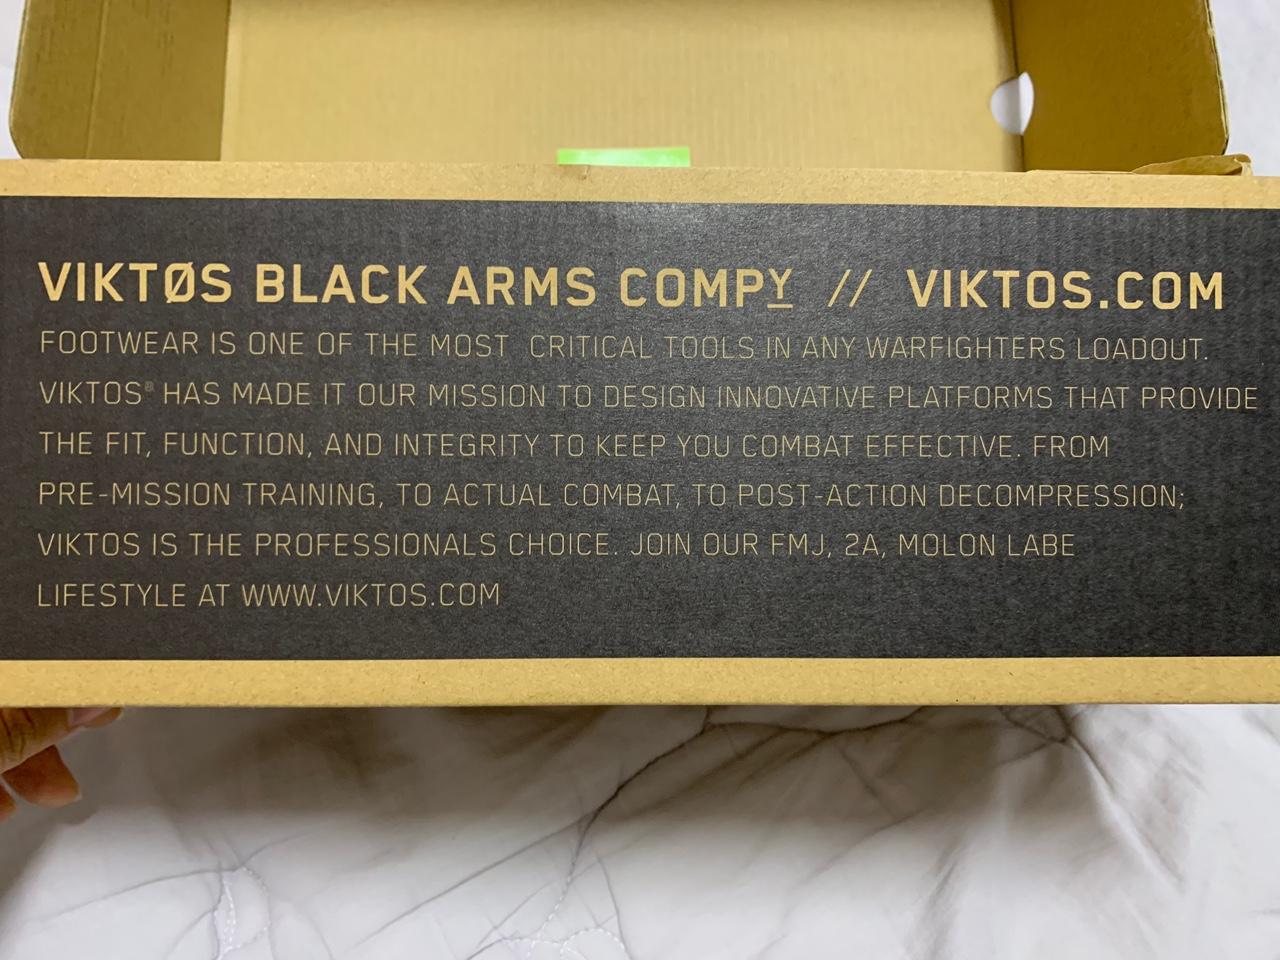 VIKTØS BLACK ARMS COMPY // VIKTOS.COM
FOOTWEAR IS ONE OF THE MOST CRITICAL TOOLS IN ANY WARFIGHTERS LOADOUT.
VIKTOS® HAS MADE IT OUR MISSION TO DESIGN INNOVATIVE PLATFORMS THAT PROVIDE
THE FIT, FUNCTION, AND INTEGRITY TO KEEP YOU COMBAT EFFECTIVE. FROM
PRE-MISSION TRAINING, TO ACTUAL COMBAT, TO POST-ACTION DECOMPRESSION;
VIKTOS IS THE PROFESSIONALS CHOICE. JOIN OUR FMJ, 2A, MOLON LABE
LIFESTYLE AT WWW.VIKTOS.COM